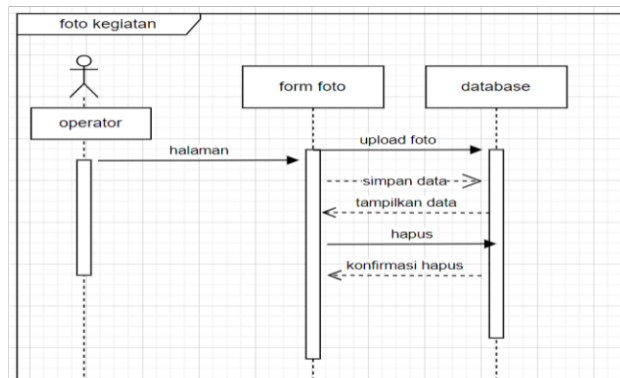 foto kegiatan
form foto
database
operator
upload foto
halaman
simpan data
tampilkan data
hapus
konfirmasi hapus